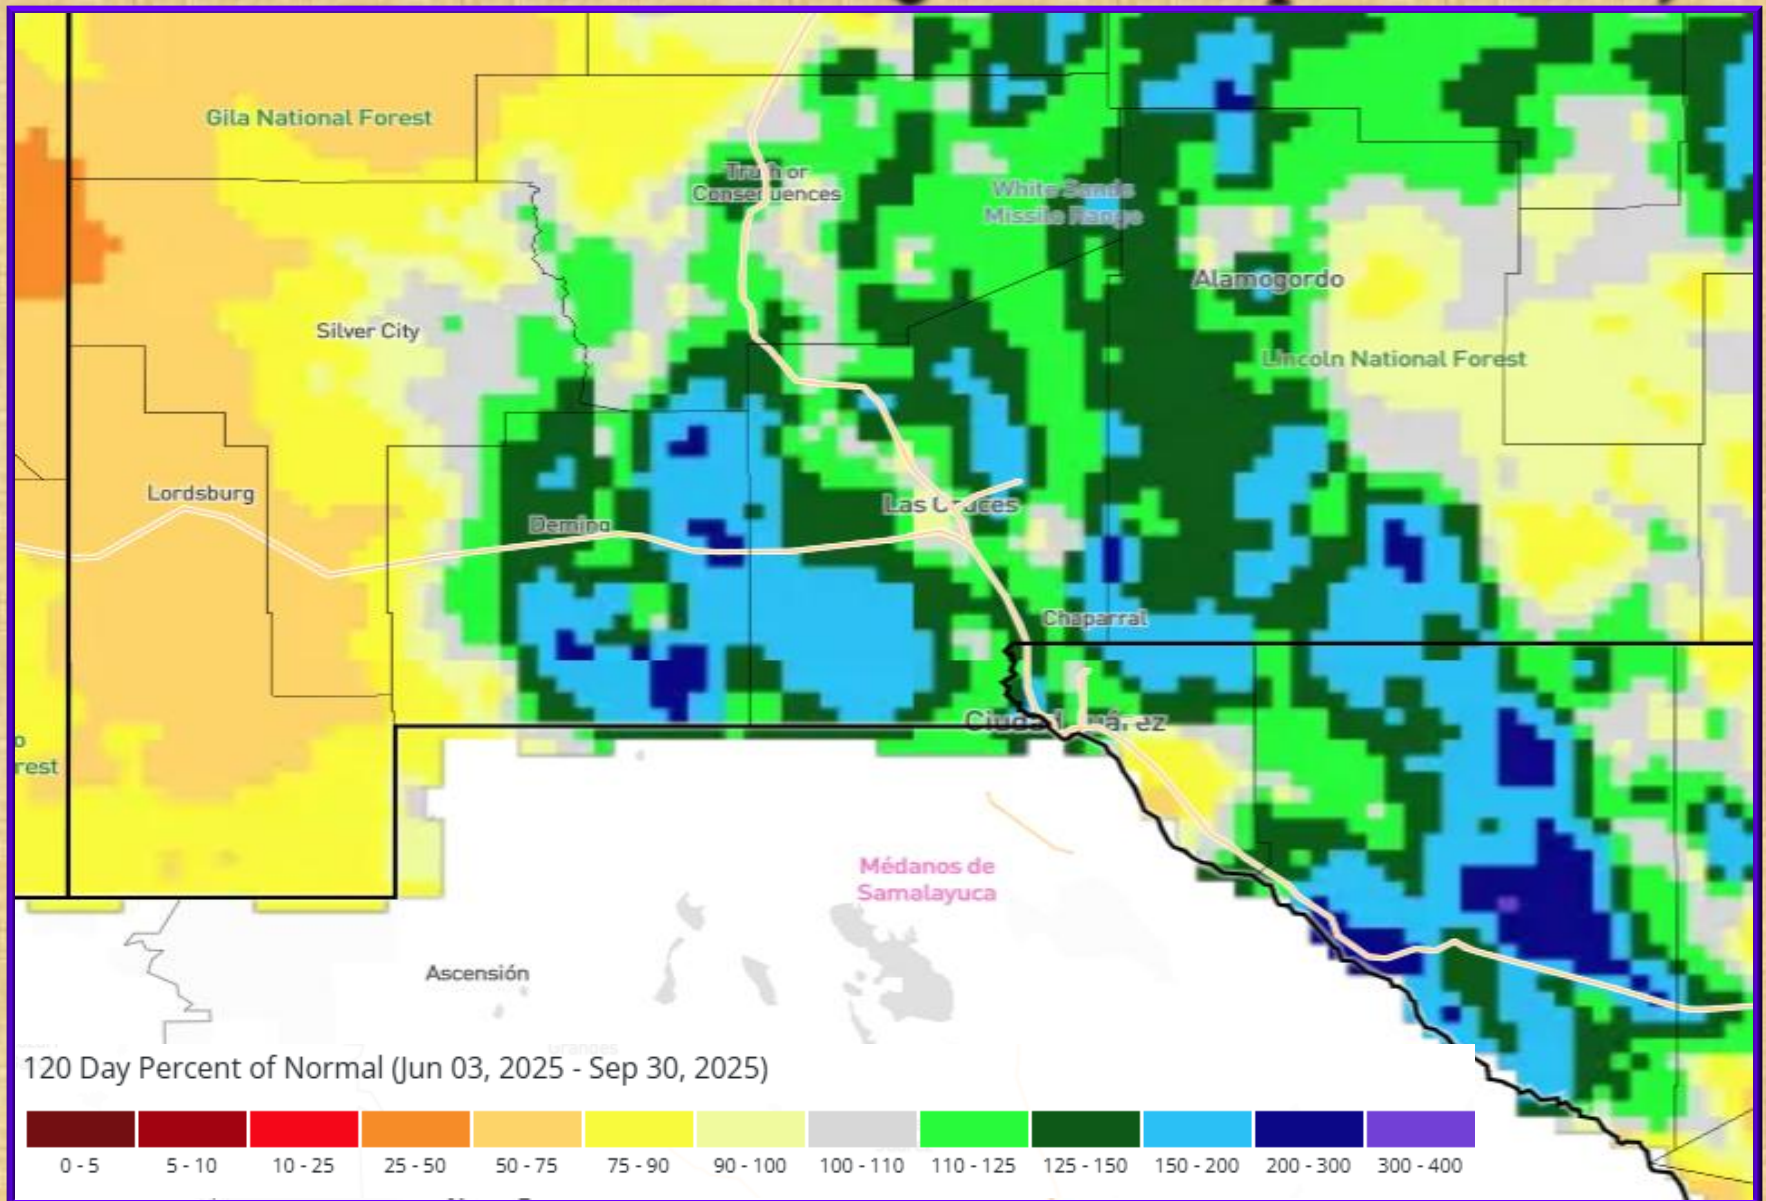 Gila National Forest
Truth or
Consequences
White Sands
Missile Range
Alamogordo
Silver City
Lincoln National Forest
Lordsburg
Las Cruces
Deming
Chaparral
Ciudad Juárez
rest
Médanos de
Samalayuca
Ascensión
120 Day Percent of Normal (Jun 03, 2025 - Sep 30, 2025)
0 - 5 5 - 10 10 - 25 25 - 50 50 - 75 75 - 90 90 - 100 100 - 110 110 - 125 125 - 150 150 - 200 200 - 300 300 - 400